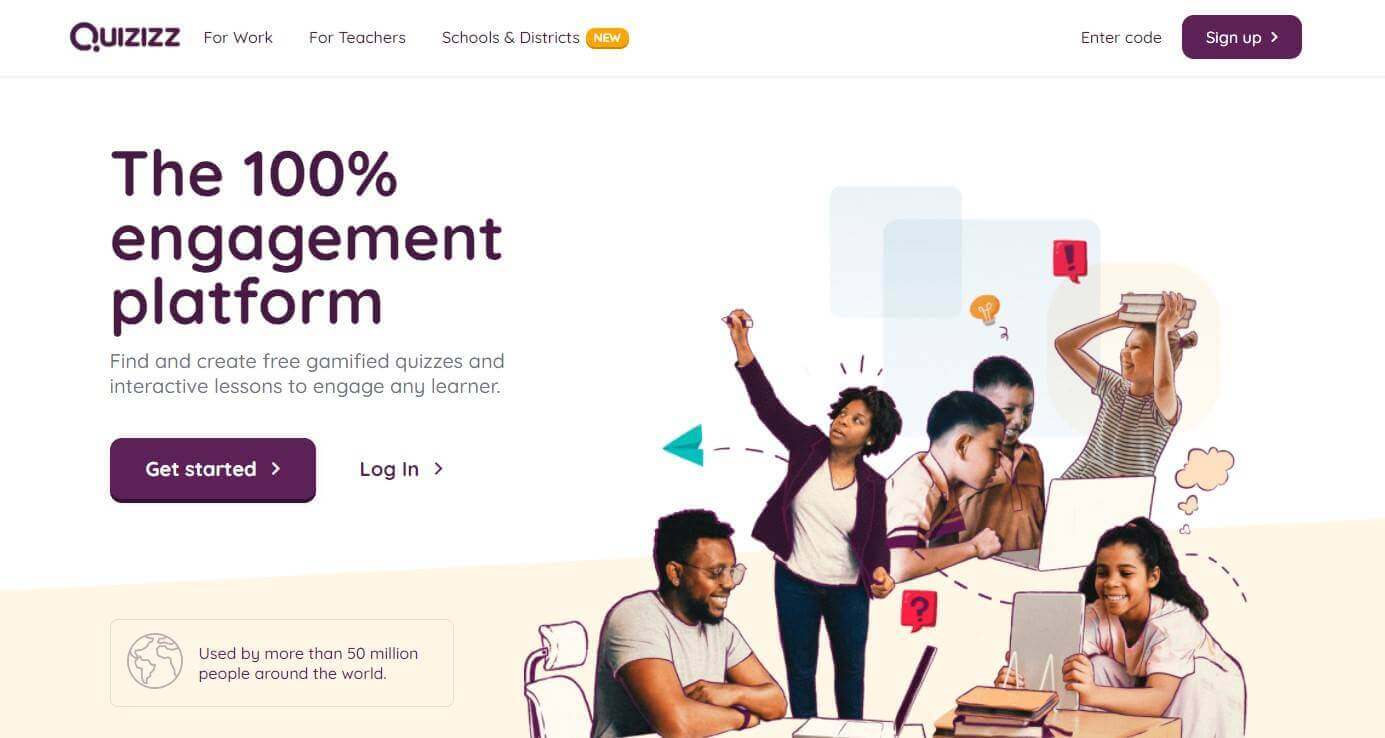 QUIZIZZ For Work For Teachers Schools & Districts NEW Enter code Sign up
The 100%
engagement
platform
Find and create free gamified quizzes and
interactive lessons to engage any learner.
Get started Log In
!
?
Used by more than 50 million
people around the world.